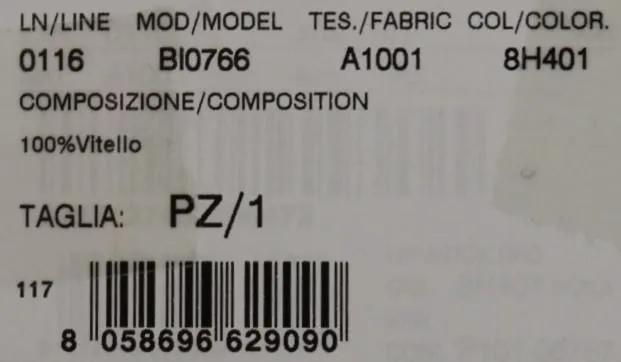 LN/LINE MOD/MODEL TES./FABRIC COL/COLOR.
0116 BI0766 A1001 8H401
COMPOSIZIONE/COMPOSITION
100%Vitello
TAGLIA: PZ/1
117
8 058696 629090